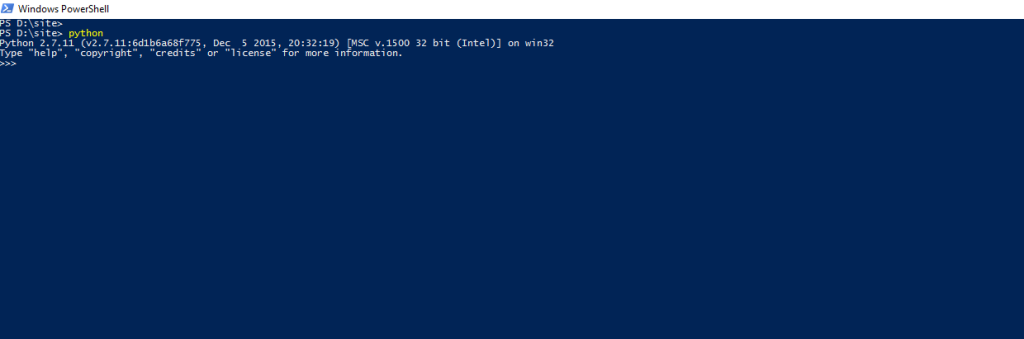 Windows PowerShell
PS D:\site>
PS D:\site> python
Python 2.7.11 (v2.7.11:6d1b6a68f775, Dec  5 2015, 20:32:19) [MSC v.1500 32 bit (Intel)] on win32
Type "help", "copyright", "credits" or "license" for more information.
>>>